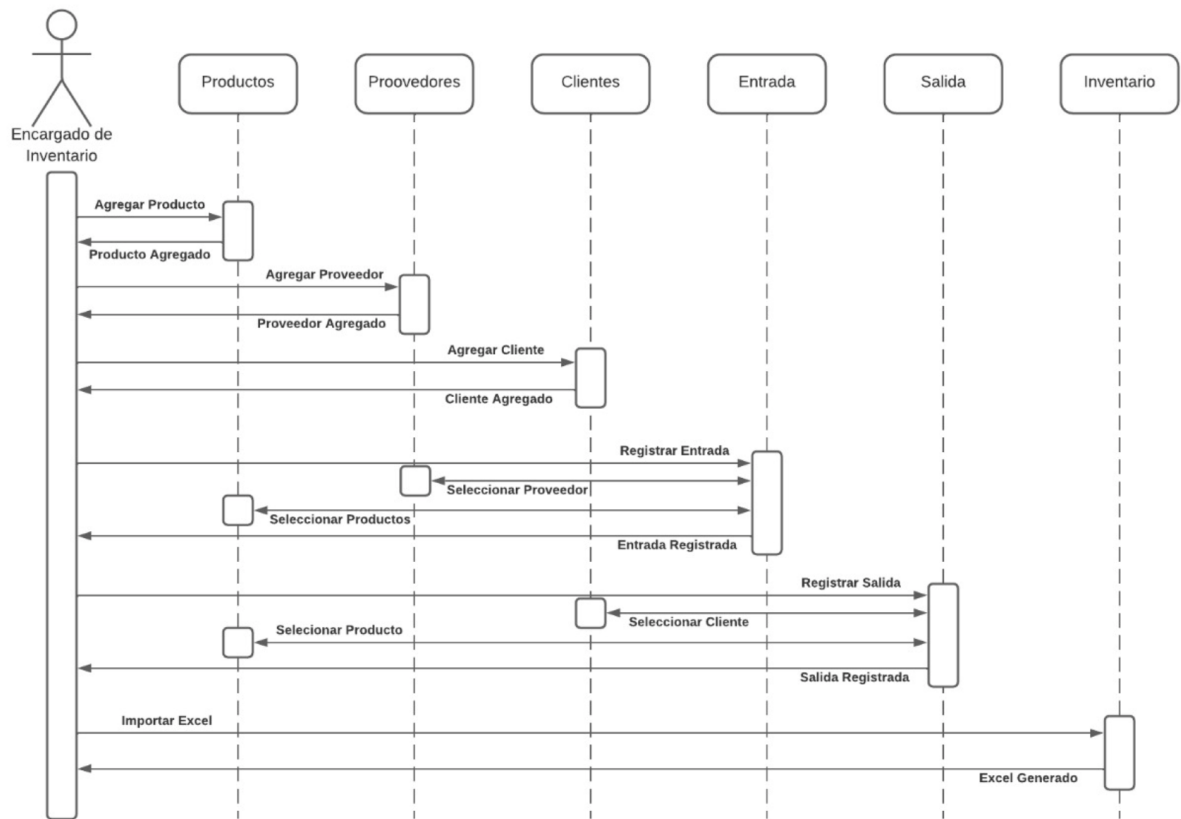 Productos
Proovedores
Clientes
Entrada
Salida
Inventario
Encargado de
Inventario
Agregar Producto
Producto Agregado
Agregar Proveedor
Proveedor Agregado
Agregar Cliente
Cliente Agregado
Registrar Entrada
Seleccionar Proveedor
Seleccionar Productos
Entrada Registrada
Registrar Salida
Seleccionar Cliente
Selecionar Producto
Salida Registrada
Importar Excel
Excel Generado